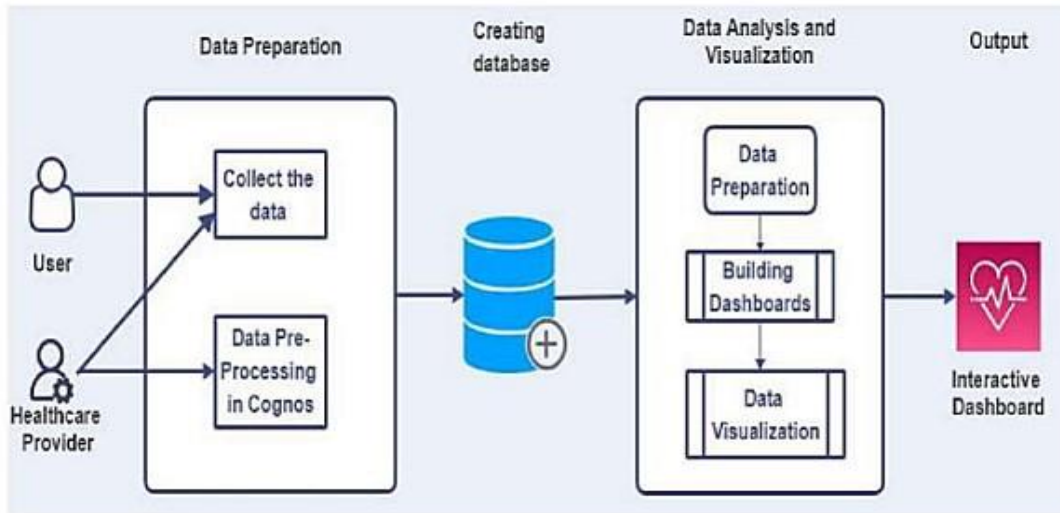 Data Preparation
Creating
database
Data Analysis and
Visualization
Output
User
Healthcare
Provider
Collect the
data
Data Pre-
Processing
in Cognos
Data
Preparation
Building
Dashboards
Data
Visualization
Interactive
Dashboard